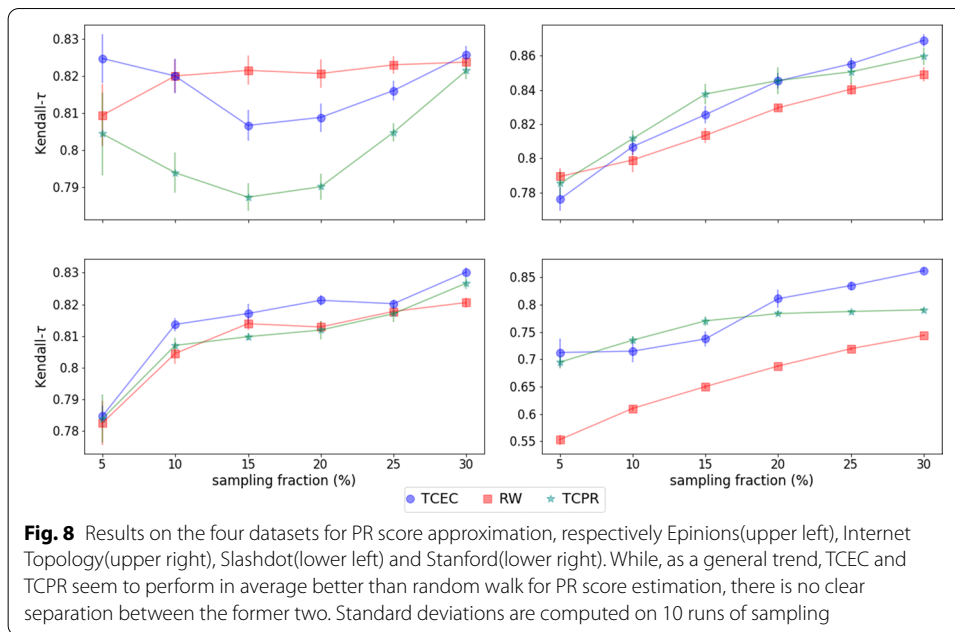 0.83
0.82
0.81
0.8
0.79
Kendall-τ
0.86
0.84
0.82
0.8
0.78
0.83
0.82
0.81
0.8
0.79
0.78
Kendall-τ
5 10 15 20 25 30
sampling fraction (%)
0.85
0.8
0.75
0.7
0.65
0.6
0.55
5 10 15 20 25 30
sampling fraction (%)
TCEC RW TCPR
Fig. 8 Results on the four datasets for PR score approximation, respectively Epinions(upper left), Internet
Topology(upper right), Slashdot(lower left) and Stanford(lower right). While, as a general trend, TCEC and
TCPR seem to perform in average better than random walk for PR score estimation, there is no clear
separation between the former two. Standard deviations are computed on 10 runs of sampling